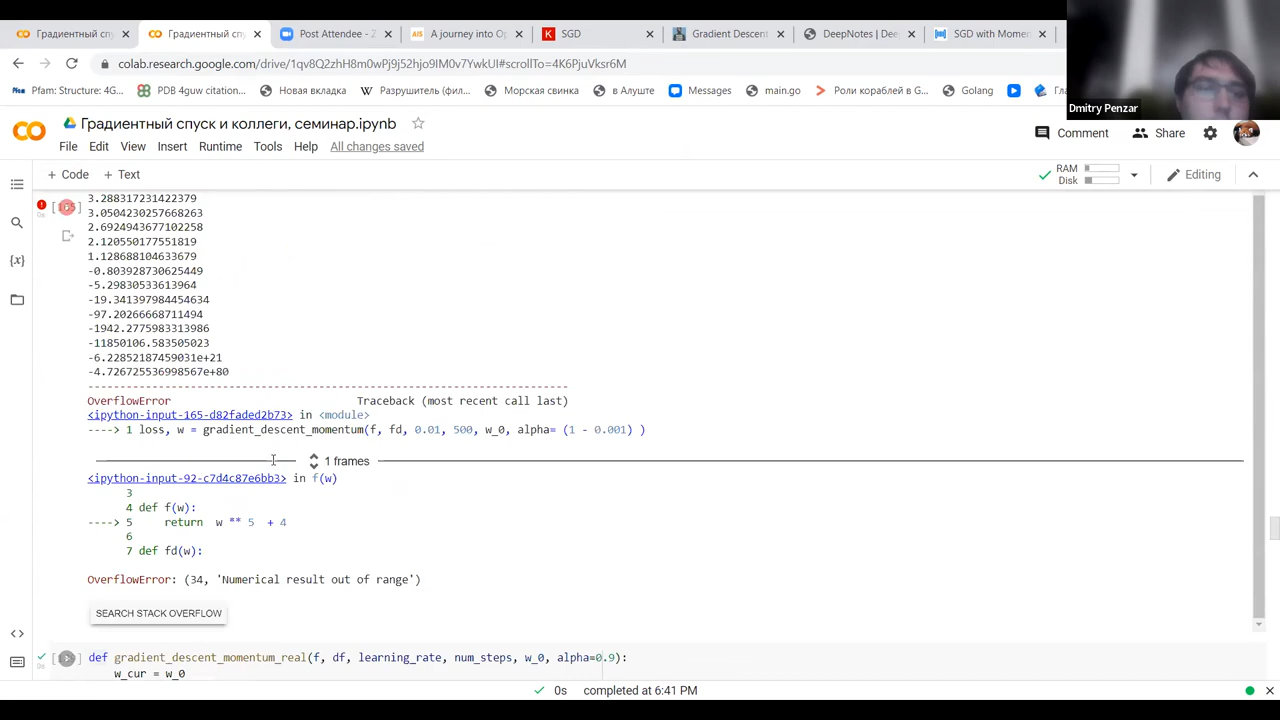 Градиентный сп
Градиентный сп
Post Attendee - Z
AIS A journey into Op
K SGD
Gradient Descent
DeepNotes | Deep
SGD with Mome
colab.research.google.com/drive/1qv8Q2zhH8m0wPj9j52hjo9IM0v7YwkUI#scrollTo=4K6PjuVksr6M
Pfam: Structure: 4G...
PDB 4guw citation...
Новая вкладка
Разрушитель (фил...
Морская свинка
в Алуште
Messages
main.go
Роли кораблей в G...
Golang
Dmitry Penzar
Градиентный спуск и коллеги, семинар.ipynb
Comment
Share
File Edit View Insert Runtime Tools Help All changes saved
+ Code + Text
RAM
Disk
Editing
3.288317231422379
3.0504230257668263
2.6924943677102258
2.120550177551819
1.128688104633679
-0.803928730625449
-5.29830533613964
-19.341397984454634
-97.20266668711494
-1942.2775983313986
-11850106.583505023
-6.22852187459031e+21
-4.726725536998567e+80
---------------------------------------------------------------------------
OverflowError Traceback (most recent call last)
<ipython-input-165-d82faded2b73> in <module>
----> 1 loss, w = gradient_descent_momentum(f, fd, 0.01, 500, w_0, alpha= (1 - 0.001) )
1 frames
<ipython-input-92-c7d4c87e6bb3> in f(w)
3
4 def f(w):
----> 5 return w ** 5 + 4
6
7 def fd(w):
OverflowError: (34, 'Numerical result out of range')
SEARCH STACK OVERFLOW
def gradient_descent_momentum_real(f, df, learning_rate, num_steps, w_0, alpha=0.9):
w_cur = w_0
0s completed at 6:41 PM